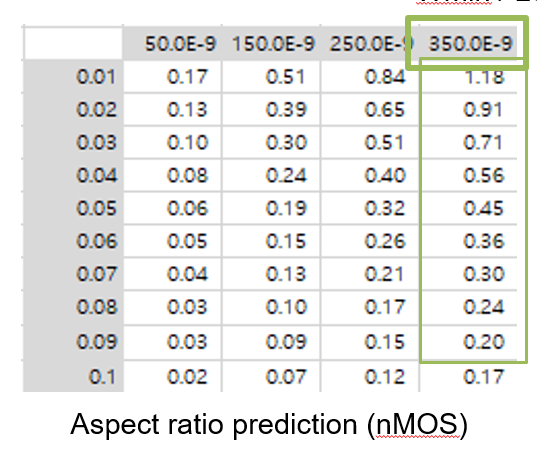 50.0E-9 150.0E-9 250.0E-9 350.0E-9
0.01 0.17 0.51 0.84 1.18
0.02 0.13 0.39 0.65 0.91
0.03 0.10 0.30 0.51 0.71
0.04 0.08 0.24 0.40 0.56
0.05 0.06 0.19 0.32 0.45
0.06 0.05 0.15 0.26 0.36
0.07 0.04 0.13 0.21 0.30
0.08 0.03 0.10 0.17 0.24
0.09 0.03 0.09 0.15 0.20
0.1 0.02 0.07 0.12 0.17
Aspect ratio prediction (nMOS)